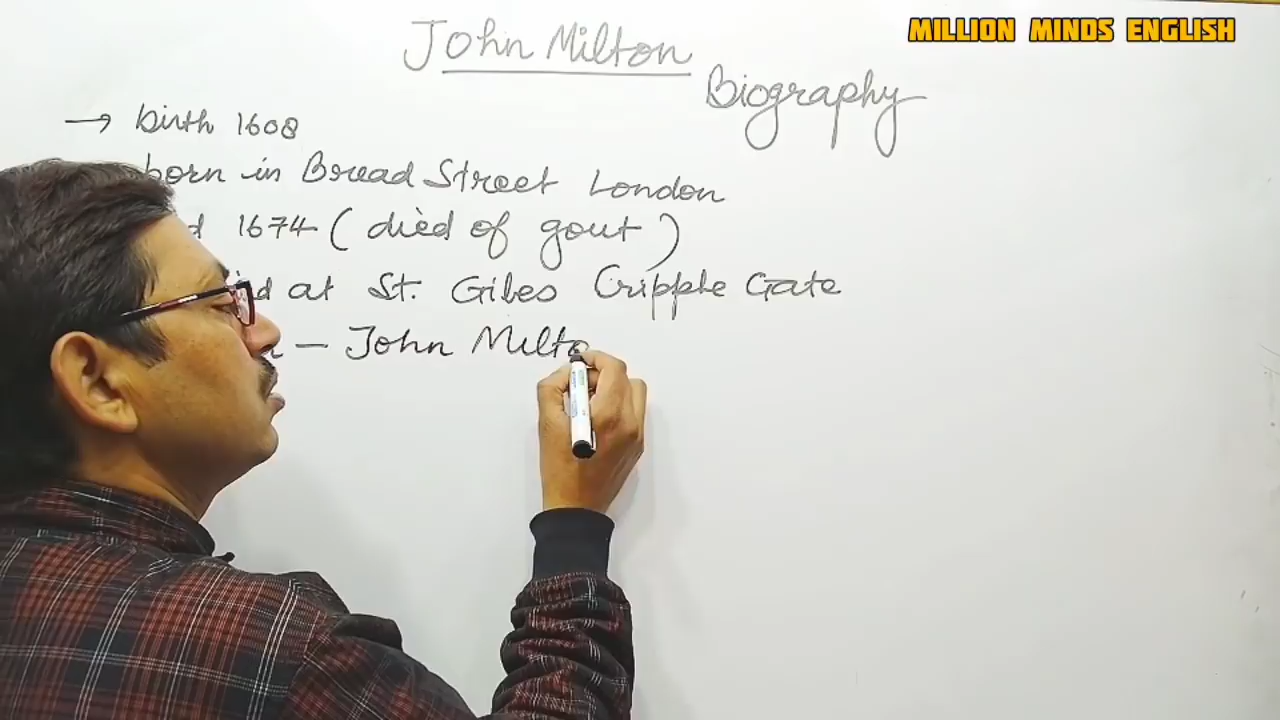 John Milton
MILLION MINDS ENGLISH
Biography
→ birth 1608
born in Bread Street London
1674 (died of gout)
at St. Giles Cripple Gate
— John Milto